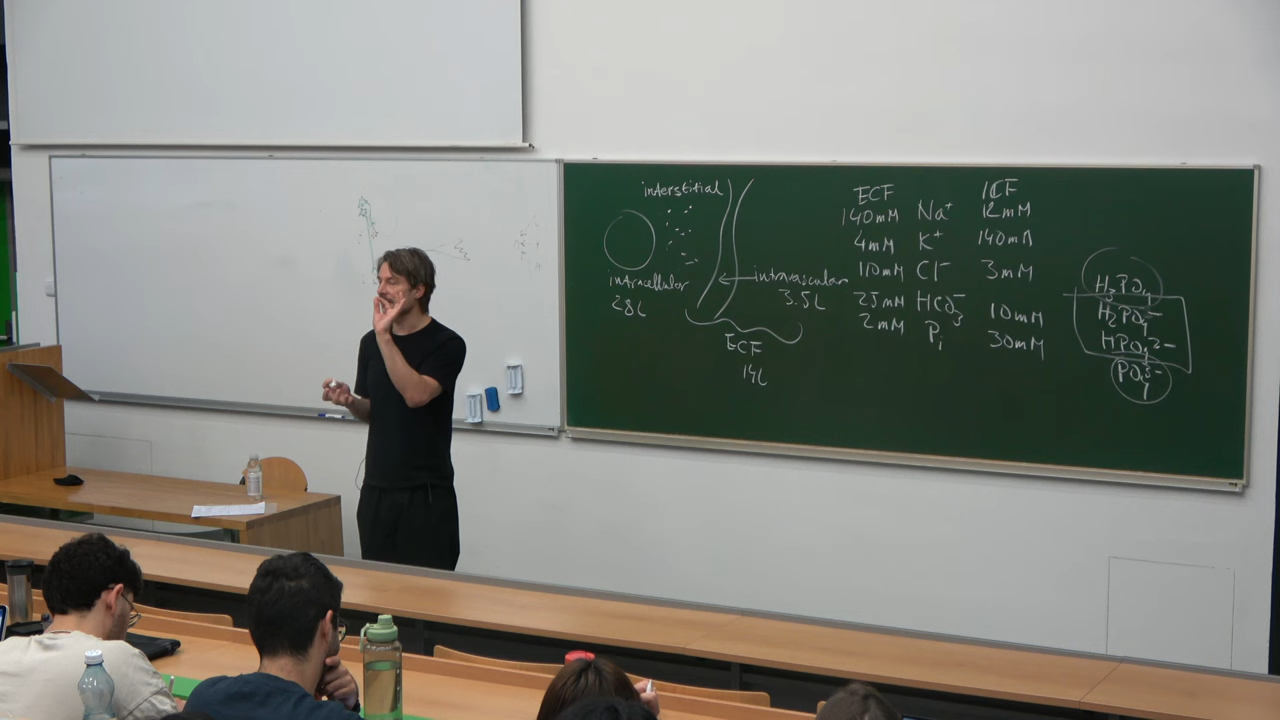 interstitial
intracellular
28L
intravascular
3.5L
ECF
14L
ECF ICF
140mM Na⁺ 12mM
4mM K⁺ 140mM
110mM Cl⁻ 3mM
25mM HCO₃⁻ 10mM
2mM Pi 30mM
H₃PO₄
H₂PO₄⁻
HPO₄²⁻
PO₄³⁻